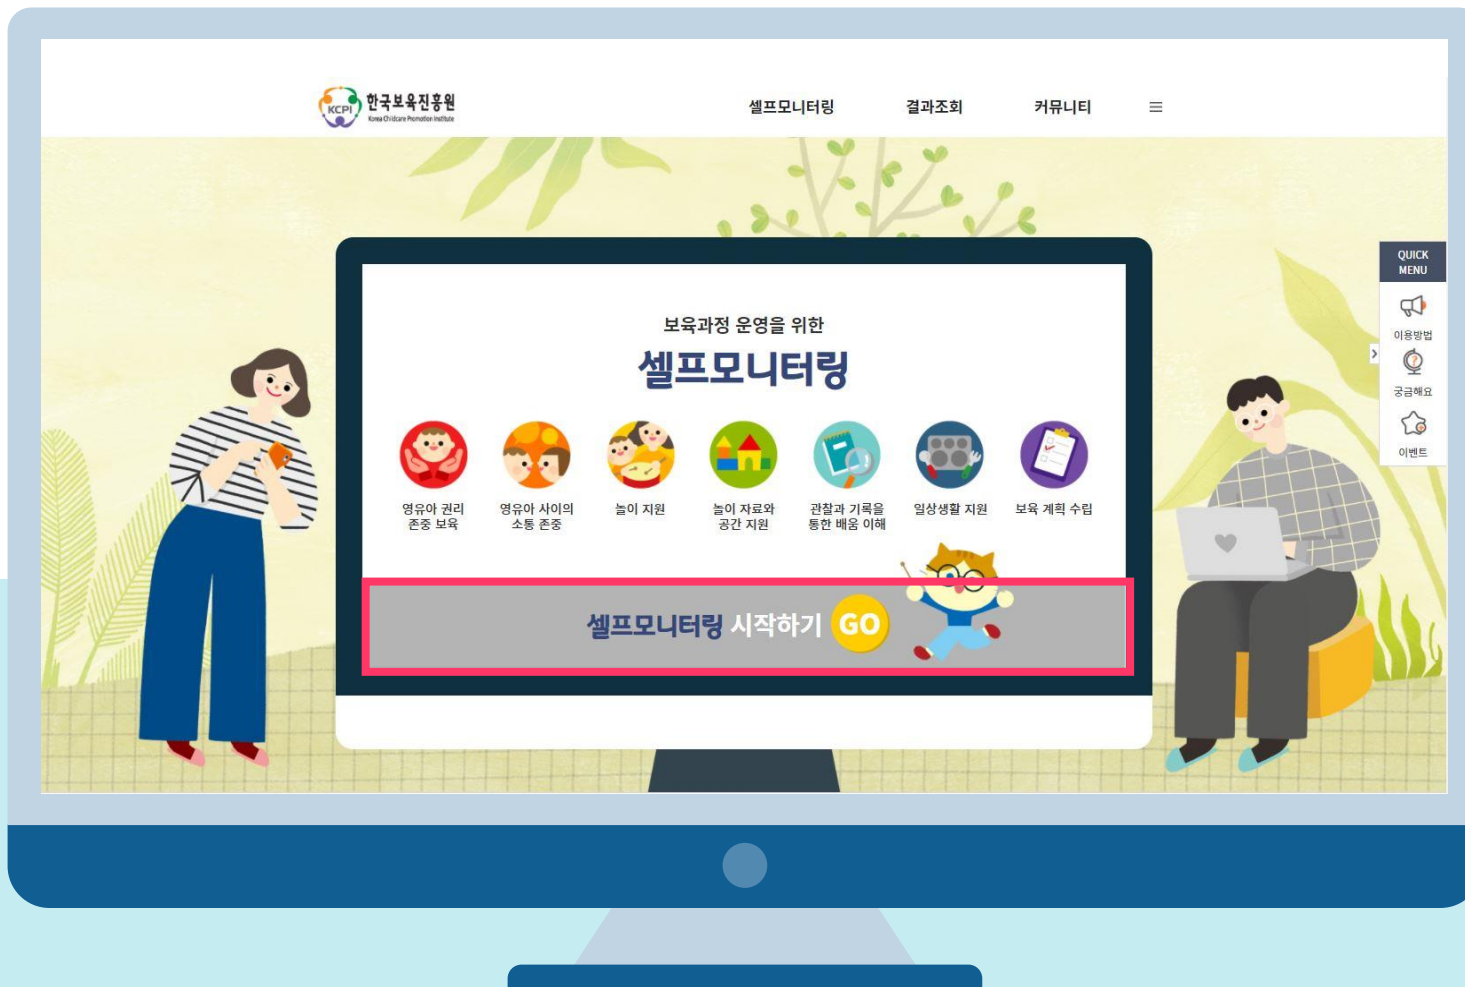 KCPI 한국보육진흥원
Korea Childcare Promotion Institute
셀프모니터링 결과조회 커뮤니티
QUICK
MENU
이용방법
궁금해요
이벤트
보육과정 운영을 위한
셀프모니터링
영유아 권리
존중 보육
영유아 사이의
소통 존중
놀이 지원
놀이 자료와
공간 지원
관찰과 기록을
통한 배움 이해
일상생활 지원
보육 계획 수립
셀프모니터링 시작하기 GO